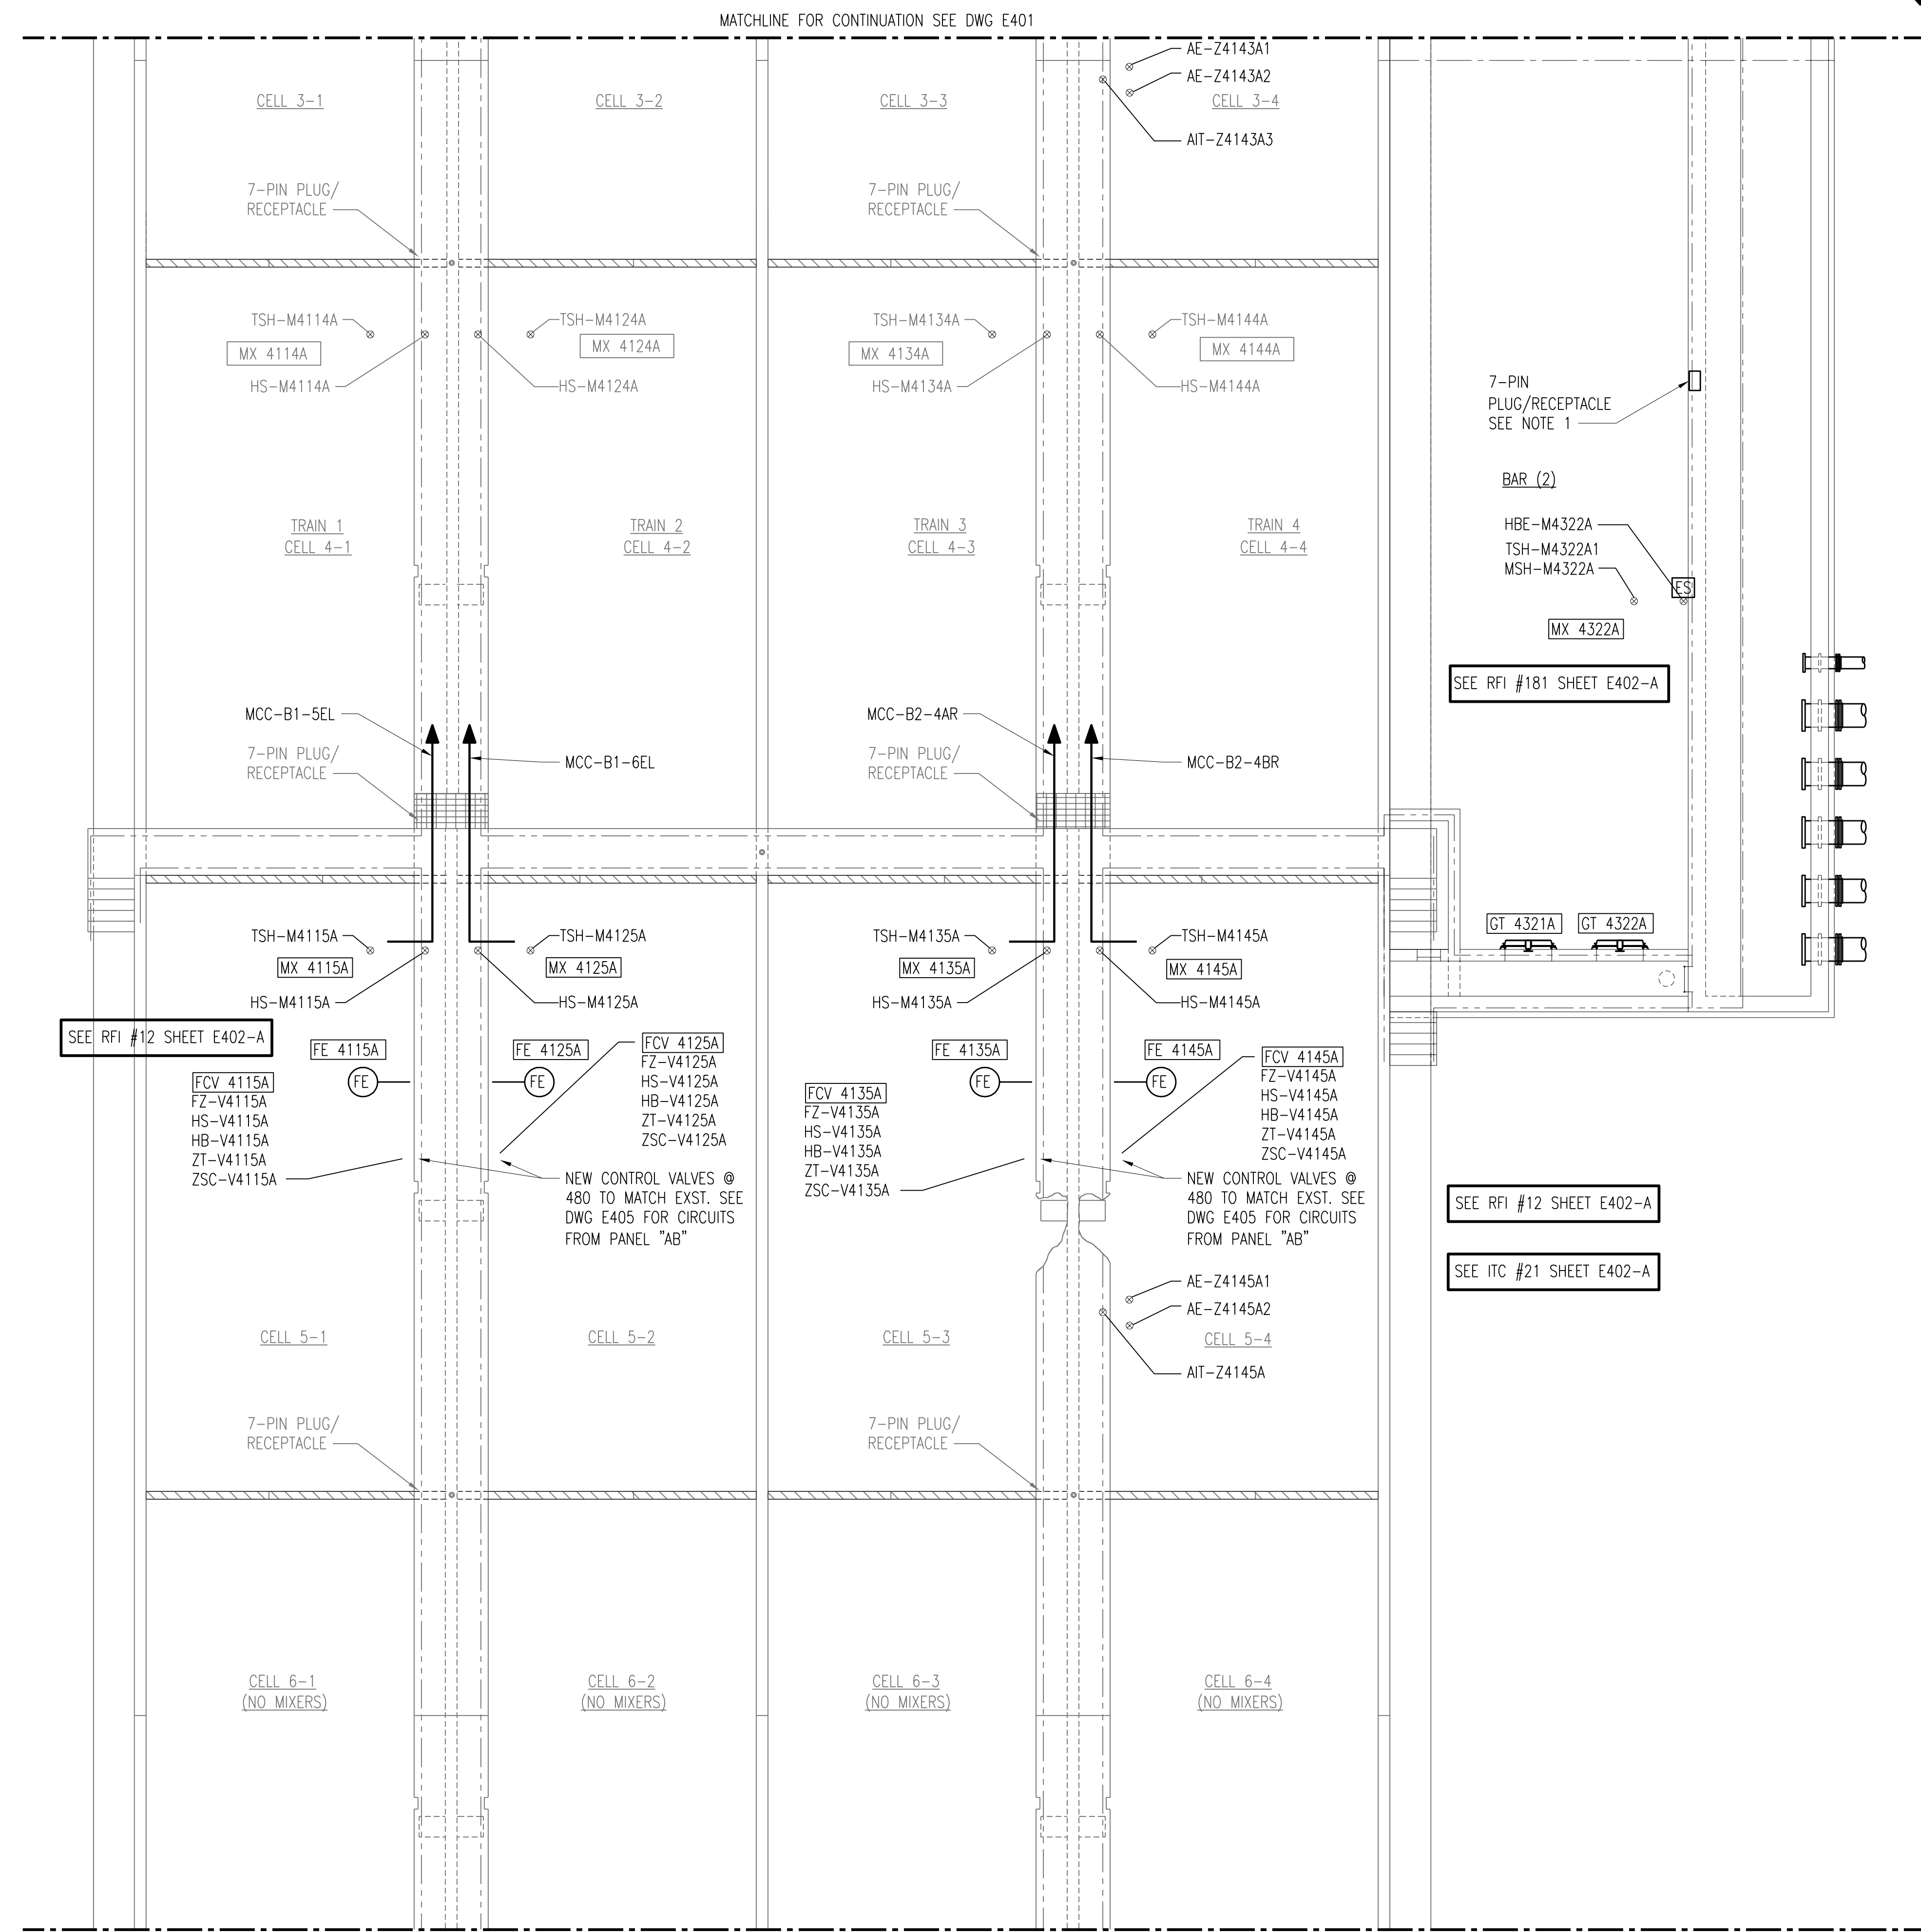 MATCHLINE FOR CONTINUATION SEE DWG E401
AE-Z4143A1
AE-Z4143A2
CELL 3-1
CELL 3-2
CELL 3-3
CELL 3-4
AIT-Z4143A3
7-PIN PLUG/
RECEPTACLE
7-PIN PLUG/
RECEPTACLE
TSH-M4114A
MX 4114A
HS-M4114A
TSH-M4124A
MX 4124A
HS-M4124A
TSH-M4134A
MX 4134A
HS-M4134A
TSH-M4144A
MX 4144A
HS-M4144A
7-PIN
PLUG/RECEPTACLE
SEE NOTE 1
BAR (2)
HBE-M4322A
TSH-M4322A1
MSH-M4322A
ES
MX 4322A
TRAIN 1
CELL 4-1
TRAIN 2
CELL 4-2
TRAIN 3
CELL 4-3
TRAIN 4
CELL 4-4
SEE RFI #181 SHEET E402-A
MCC-B1-5EL
7-PIN PLUG/
RECEPTACLE
MCC-B1-6EL
MCC-B2-4AR
7-PIN PLUG/
RECEPTACLE
MCC-B2-4BR
GT 4321A
GT 4322A
TSH-M4115A
MX 4115A
HS-M4115A
TSH-M4125A
MX 4125A
HS-M4125A
TSH-M4135A
MX 4135A
HS-M4135A
TSH-M4145A
MX 4145A
HS-M4145A
SEE RFI #12 SHEET E402-A
FE 4115A
FE
FE 4125A
FE
FCV 4115A
FZ-V4115A
HS-V4115A
HB-V4115A
ZT-V4115A
ZSC-V4115A
FCV 4125A
FZ-V4125A
HS-V4125A
HB-V4125A
ZT-V4125A
ZSC-V4125A
NEW CONTROL VALVES @
480 TO MATCH EXST. SEE
DWG E405 FOR CIRCUITS
FROM PANEL "AB"
FE 4135A
FE
FE 4145A
FE
FCV 4135A
FZ-V4135A
HS-V4135A
HB-V4135A
ZT-V4135A
ZSC-V4135A
FCV 4145A
FZ-V4145A
HS-V4145A
HB-V4145A
ZT-V4145A
ZSC-V4145A
NEW CONTROL VALVES @
480 TO MATCH EXST. SEE
DWG E405 FOR CIRCUITS
FROM PANEL "AB"
SEE RFI #12 SHEET E402-A
SEE ITC #21 SHEET E402-A
AE-Z4145A1
AE-Z4145A2
CELL 5-1
CELL 5-2
CELL 5-3
CELL 5-4
AIT-Z4145A
7-PIN PLUG/
RECEPTACLE
7-PIN PLUG/
RECEPTACLE
CELL 6-1
(NO MIXERS)
CELL 6-2
(NO MIXERS)
CELL 6-3
(NO MIXERS)
CELL 6-4
(NO MIXERS)